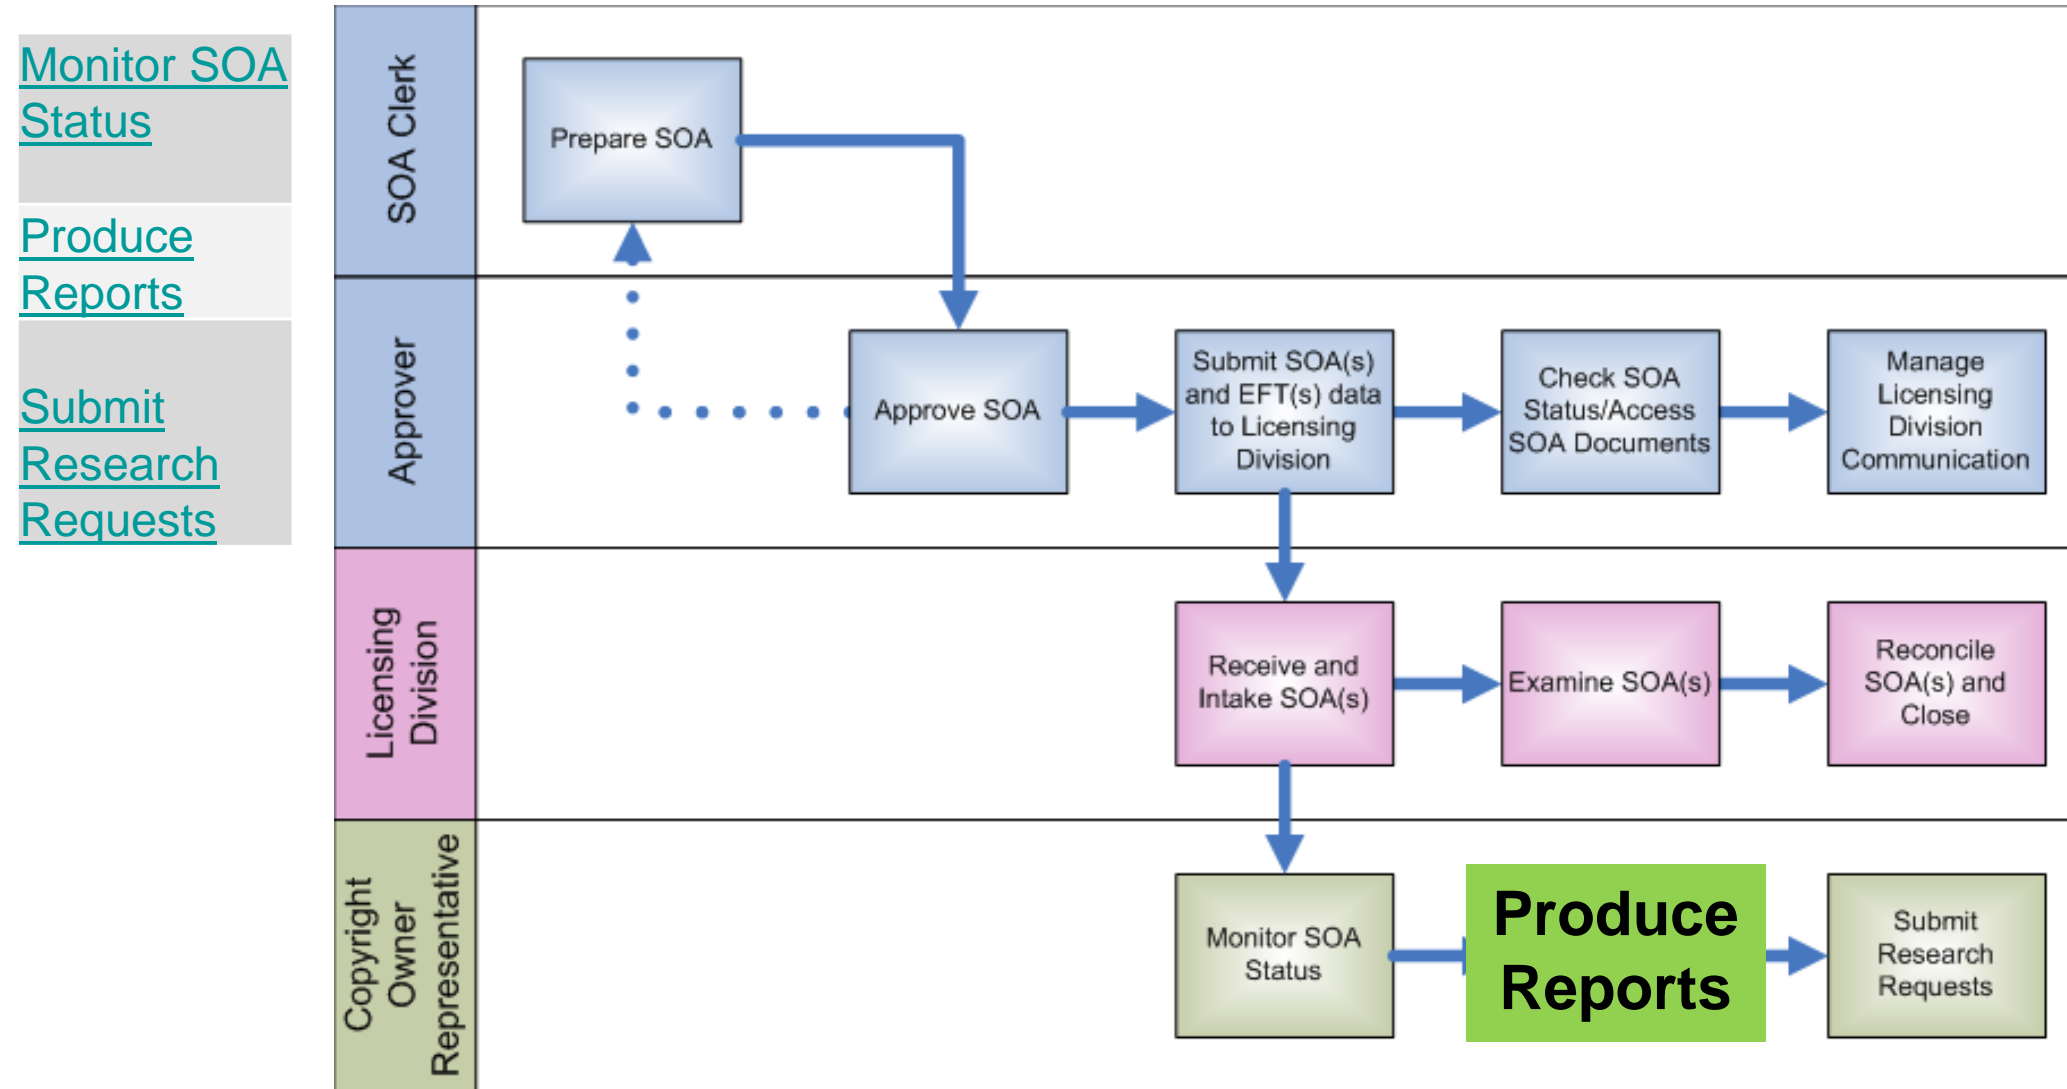 Monitor SOA
Status
Produce
Reports
Submit
Research
Requests
SOA Clerk
Prepare SOA
Approver
Approve SOA
Submit SOA(s)
and EFT(s) data
to Licensing
Division
Check SOA
Status/Access
SOA Documents
Manage
Licensing
Division
Communication
Licensing
Division
Receive and
Intake SOA(s)
Examine SOA(s)
Reconcile
SOA(s) and
Close
Copyright
Owner
Representative
Monitor SOA
Status
Produce
Reports
Submit
Research
Requests